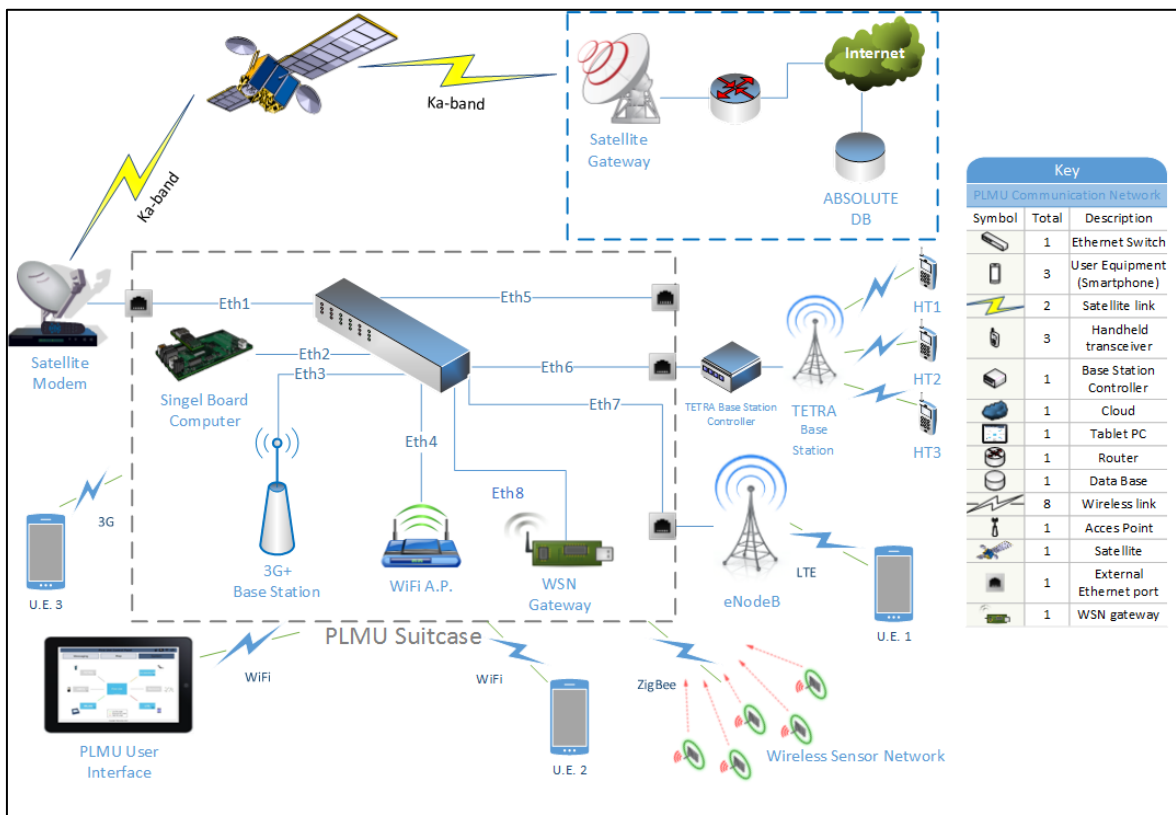 Internet
Ka-band
Satellite
Gateway
ABSOLUTE
DB
Ka-band
Key
PLMU Communication Network
Symbol Total Description
1 Ethernet Switch
3 User Equipment
(Smartphone)
2 Satellite link
3 Handheld
transceiver
1 Base Station
Controller
1 Cloud
1 Tablet PC
1 Router
1 Data Base
8 Wireless link
1 Acces Point
1 Satellite
1 External
Ethernet port
1 WSN gateway
Satellite
Modem
Eth1
Eth5
Eth2
Eth3
Eth6
Eth7
Eth4
Eth8
Singel Board
Computer
TETRA Base Station
Controller
TETRA
Base
Station
HT1
HT2
HT3
3G
U.E. 3
3G+
Base Station
WiFi A.P.
WSN
Gateway
eNodeB
LTE
U.E. 1
PLMU Suitcase
WiFi
WiFi
ZigBee
PLMU User
Interface
U.E. 2
Wireless Sensor Network